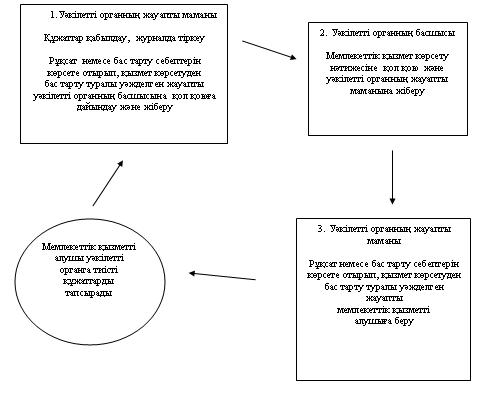 1. Уәкілетті органның жауапты маманы
Құжаттар қабылдау, журналда тіркеу
Рұқсат немесе бас тарту себептерін
көрсете отырып, қызмет көрсетуден
бас тарту туралы уәжделген жауапты
уәкілетті органның басшысына қол қоюға
дайындау және жіберу
2. Уәкілетті органның басшысы
Мемлекеттік қызмет көрсету
нәтижесіне қол қою және
уәкілетті органның жауапты
маманына жіберу
3. Уәкілетті органның жауапты
маманы
Рұқсат немесе бас тарту себептерін
көрсете отырып, қызмет көрсетуден
бас тарту туралы уәжделген
жауапты
мемлекеттік қызметті
алушыға беру
Мемлекеттік қызметті
алушы уәкілетті
органға тиісті
құжаттарды
тапсырады